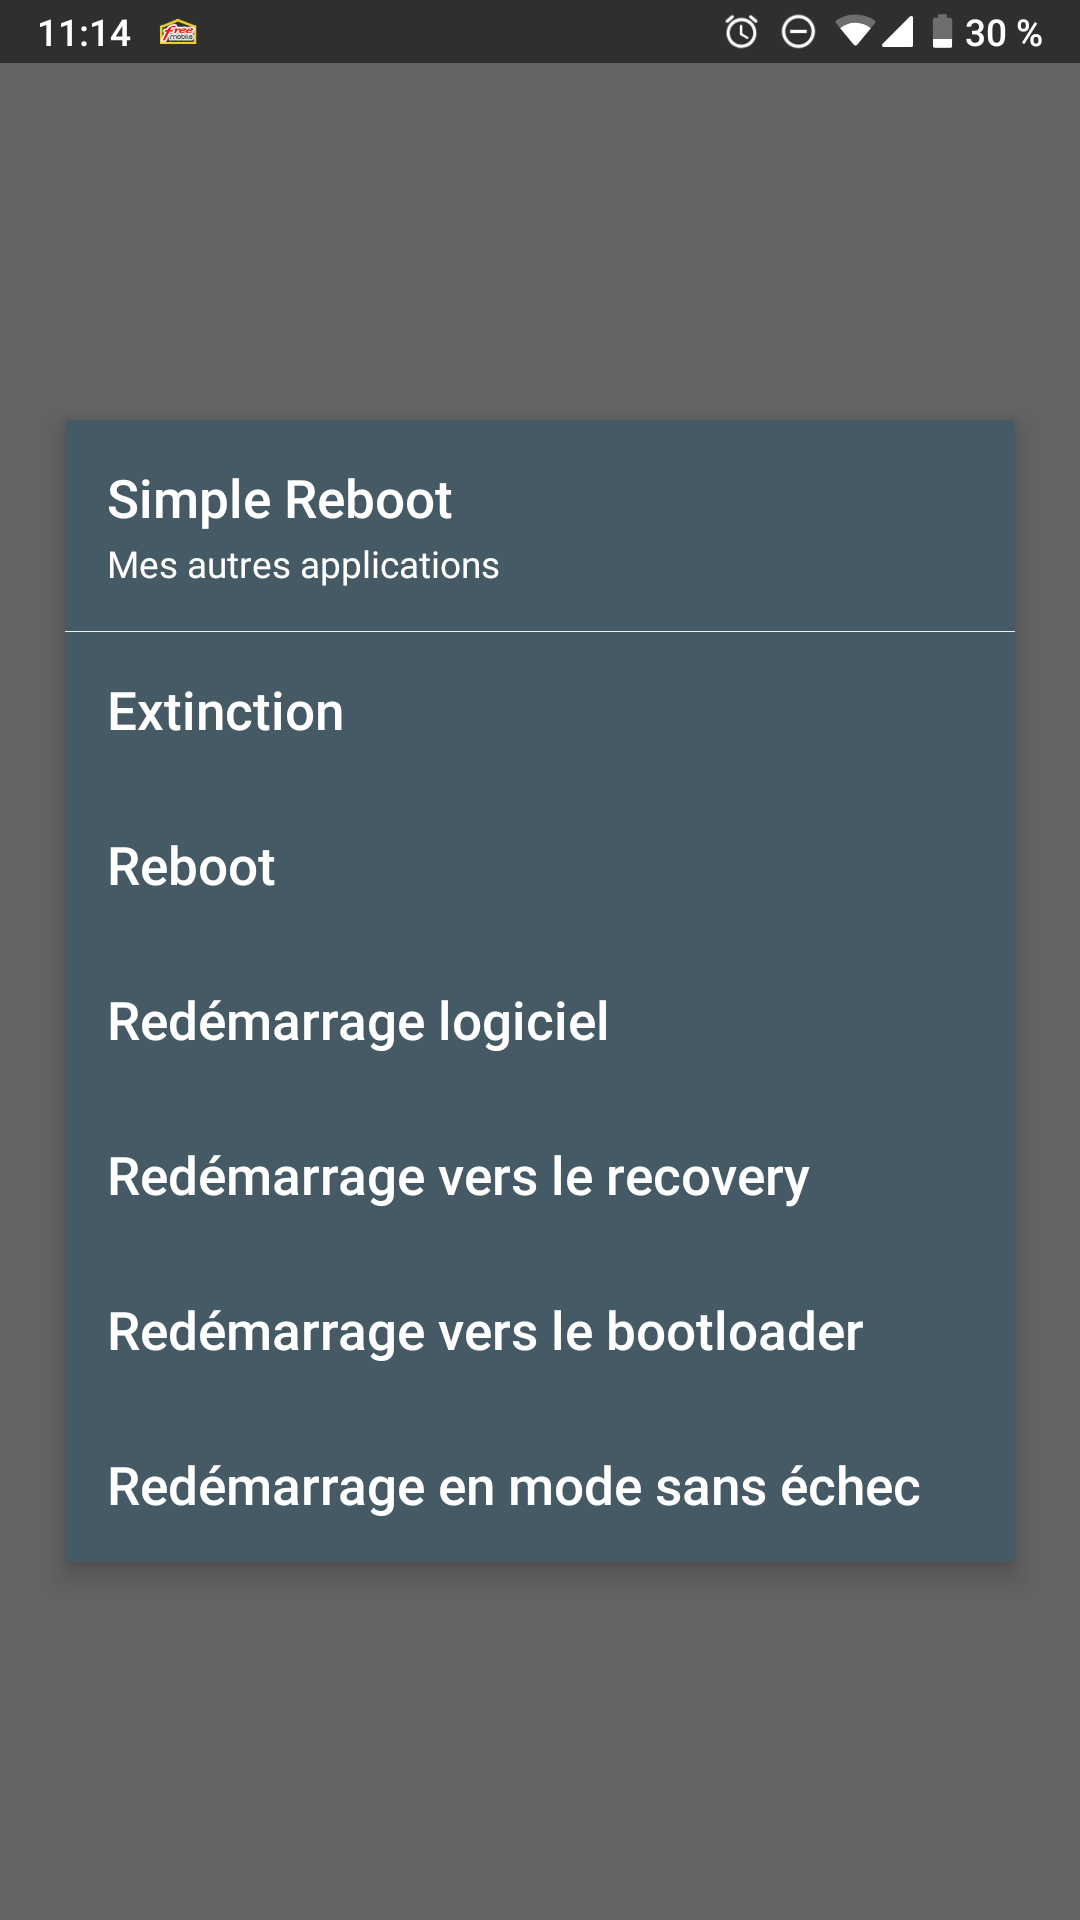 11:14 free mobile 30 %
Simple Reboot
Mes autres applications
Extinction
Reboot
Redémarrage logiciel
Redémarrage vers le recovery
Redémarrage vers le bootloader
Redémarrage en mode sans échec